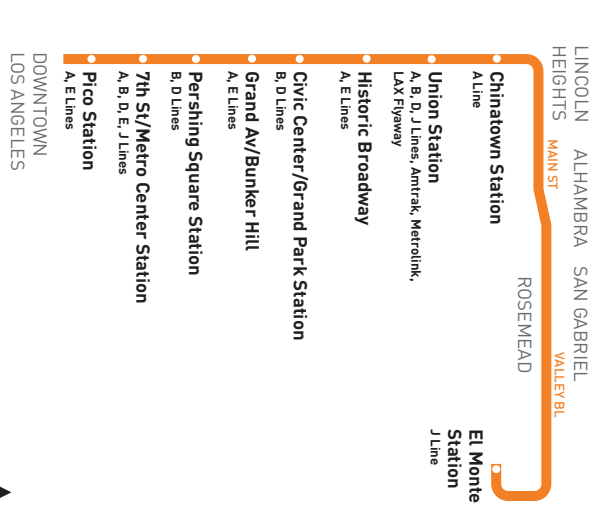 LINCOLN
HEIGHTS
ALHAMBRA
SAN GABRIEL
MAIN ST
VALLEY BL
ROSEMEAD
El Monte
Station
J Line
Chinatown Station
A Line
Union Station
A, B, D, J Lines, Amtrak, Metrolink,
LAX Flyaway
Historic Broadway
A, E Lines
Civic Center/Grand Park Station
B, D Lines
Grand Av/Bunker Hill
A, E Lines
Pershing Square Station
B, D Lines
7th St/Metro Center Station
A, B, D, E, J Lines
Pico Station
A, E Lines
DOWNTOWN
LOS ANGELES